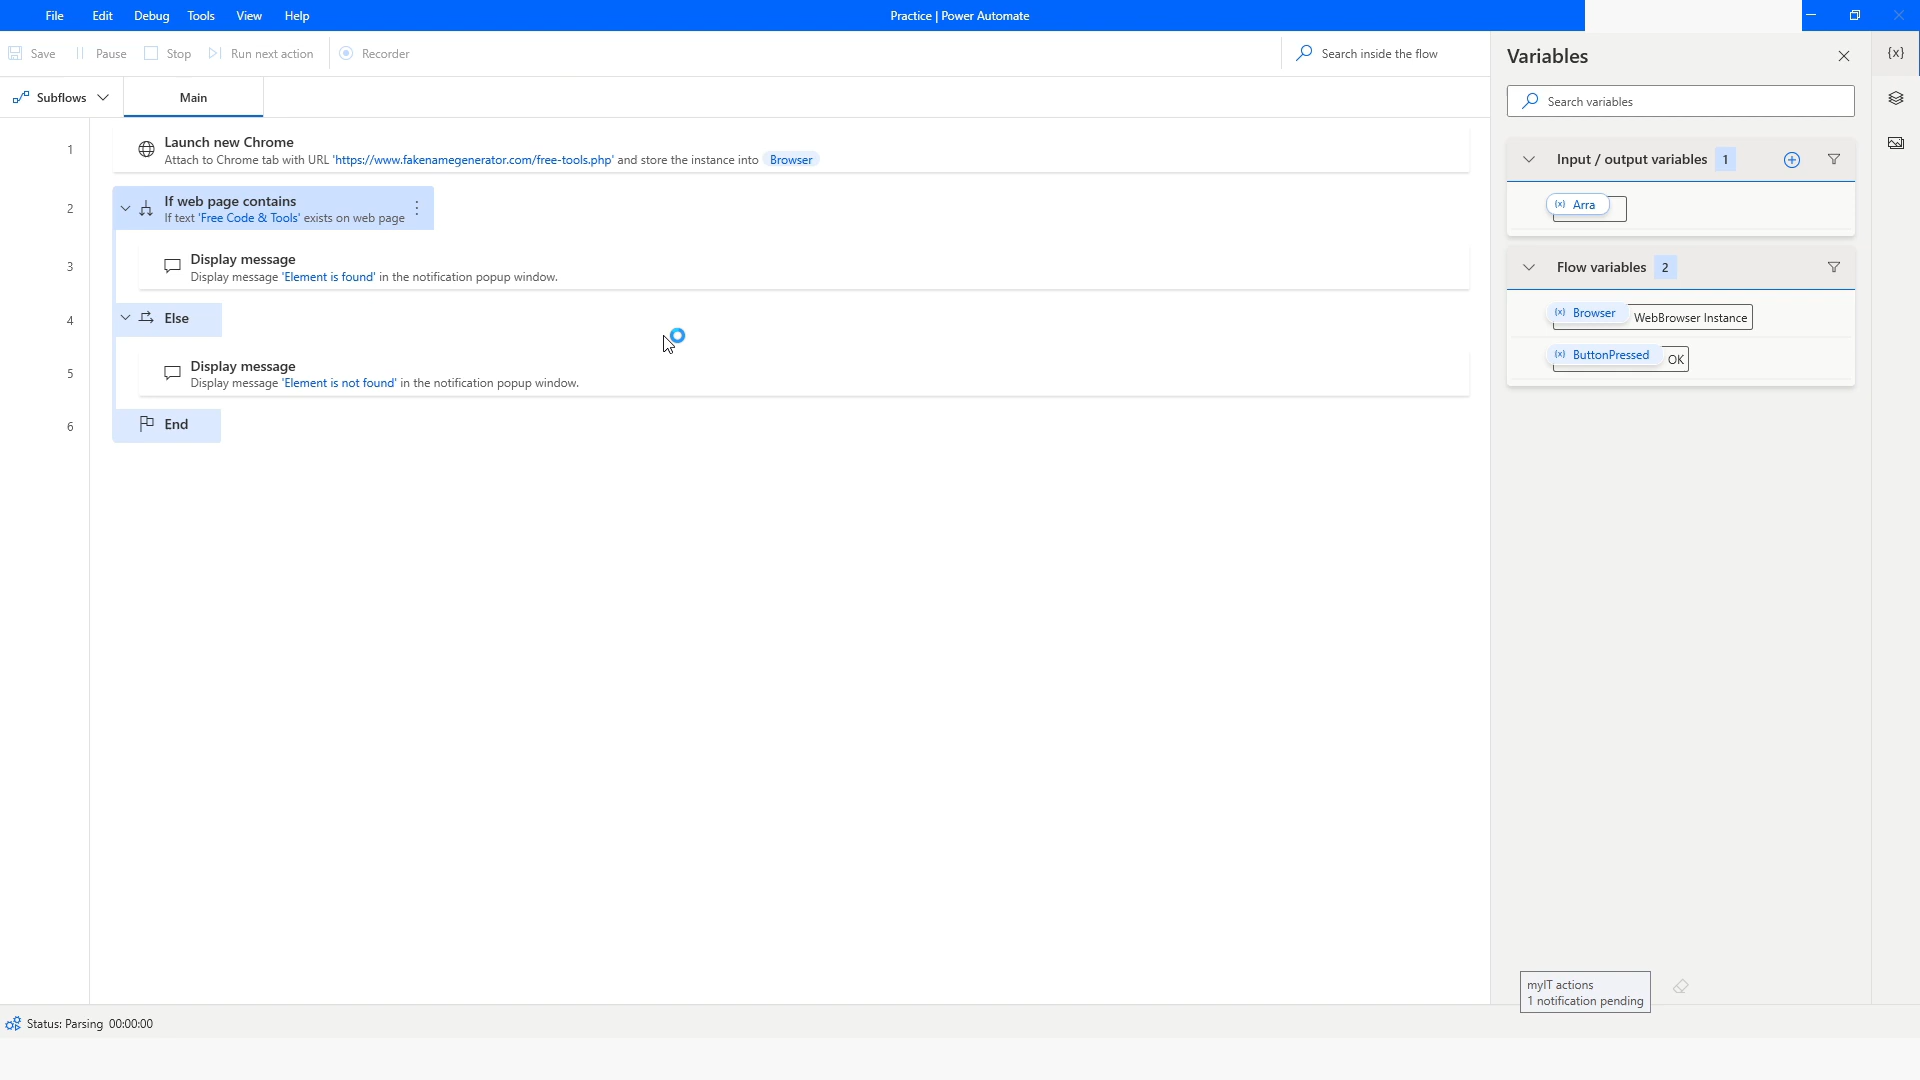 File Edit Debug Tools View Help
Practice | Power Automate
Save Pause Stop Run next action Recorder
Search inside the flow
Subflows Main
1 Launch new Chrome
Attach to Chrome tab with URL 'https://www.fakenamegenerator.com/free-tools.php' and store the instance into Browser
2 If web page contains
If text 'Free Code & Tools' exists on web page
3 Display message
Display message 'Element is found' in the notification popup window.
4 Else
5 Display message
Display message 'Element is not found' in the notification popup window.
6 End
Variables
{x}
Search variables
Input / output variables 1
(x) Arra
Flow variables 2
(x) Browser WebBrowser Instance
(x) ButtonPressed OK
myIT actions
1 notification pending
Status: Parsing 00:00:00